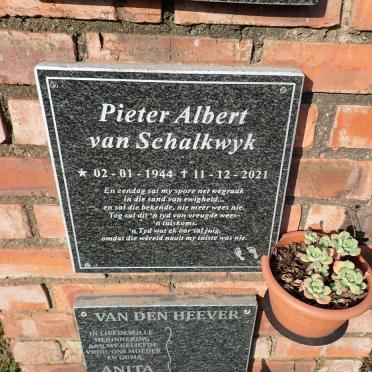 Pieter Albert
van Schalkwyk
★ 02 - 01 - 1944 ✝ 11 - 12 - 2021
En eendag sal my spore net wegraak
in die sand van ewigheid...
en sal die bekende, nie meer wees nie.
Tog sal dit 'n tyd van vreugde wees
'n tuiskoms.
'n Tyd wat ek oor sal juig,
omdat die wêreld nooit my tuiste was nie.
VAN DEN HEEVER
IN LIEFDEVOLLE
HERINNERING
AAN MY GELIEFDE
VROU, ONS MOEDER
EN OUMA
ANITA